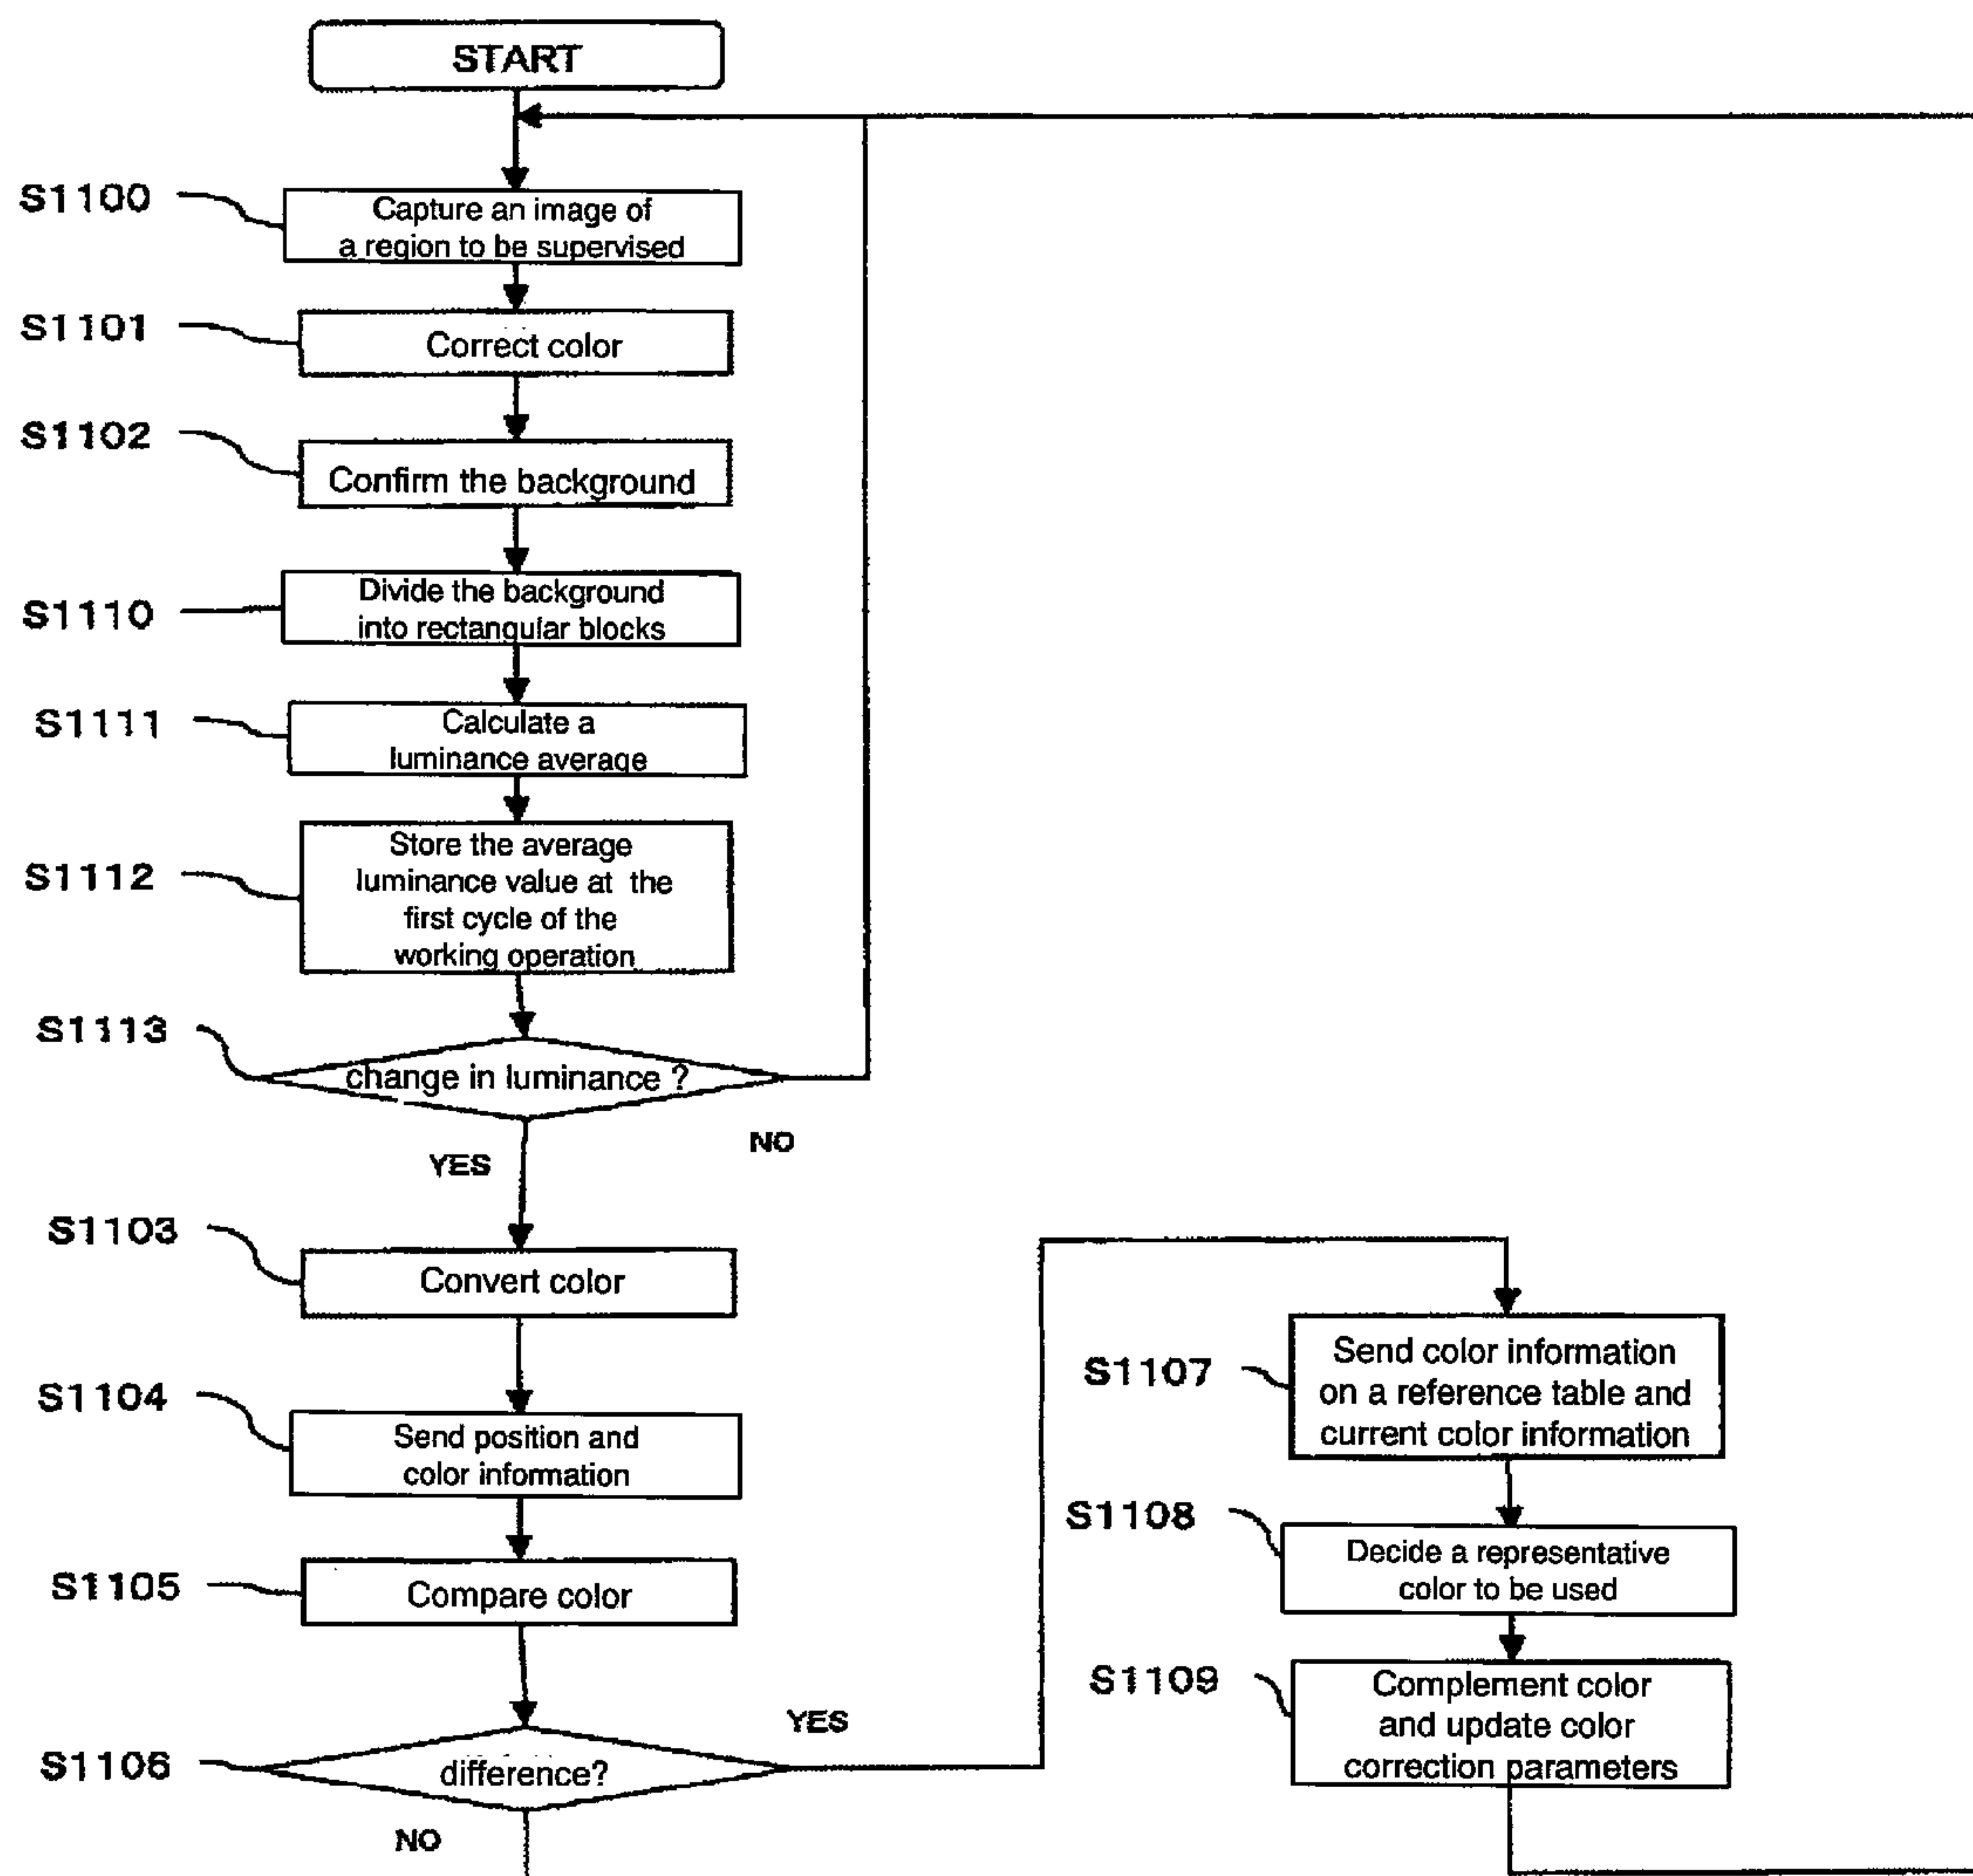 START
S1100
Capture an image of
a region to be supervised
S1101
Correct color
S1102
Confirm the background
S1110
Divide the background
into rectangular blocks
S1111
Calculate a
luminance average
S1112
Store the average
luminance value at the
first cycle of the
working operation
S1113
change in luminance ?
NO
YES
S1103
Convert color
S1104
Send position and
color information
S1105
Compare color
S1106
difference?
YES
NO
S1107
Send color information
on a reference table and
current color information
S1108
Decide a representative
color to be used
S1109
Complement color
and update color
correction parameters